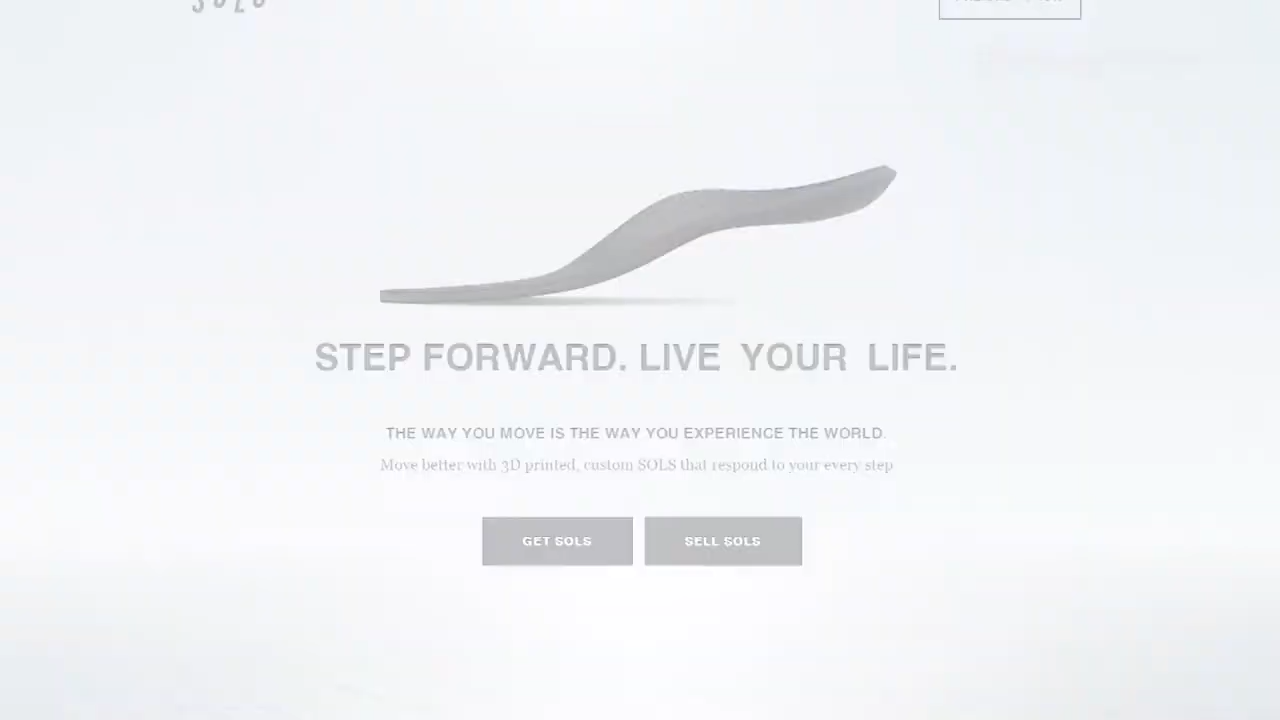 SOLS
STEP FORWARD. LIVE YOUR LIFE.
THE WAY YOU MOVE IS THE WAY YOU EXPERIENCE THE WORLD.
Move better with 3D printed, custom SOLS that respond to your every step
GET SOLS
SELL SOLS